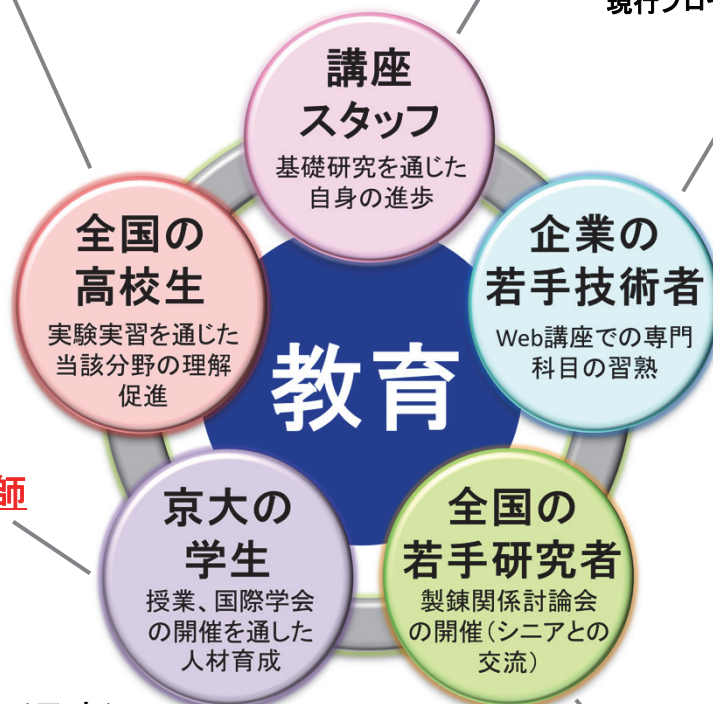 現行プロ
講座
スタッフ
基礎研究を通じた
自身の進歩
全国の
高校生
実験実習を通じた
当該分野の理解
促進
企業の
若手技術者
Web講座での専門
科目の習熟
教育
師
京大の
学生
授業、国際学会
の開催を通した
人材育成
全国の
若手研究者
製錬関係討論会
の開催（シニアとの
交流）